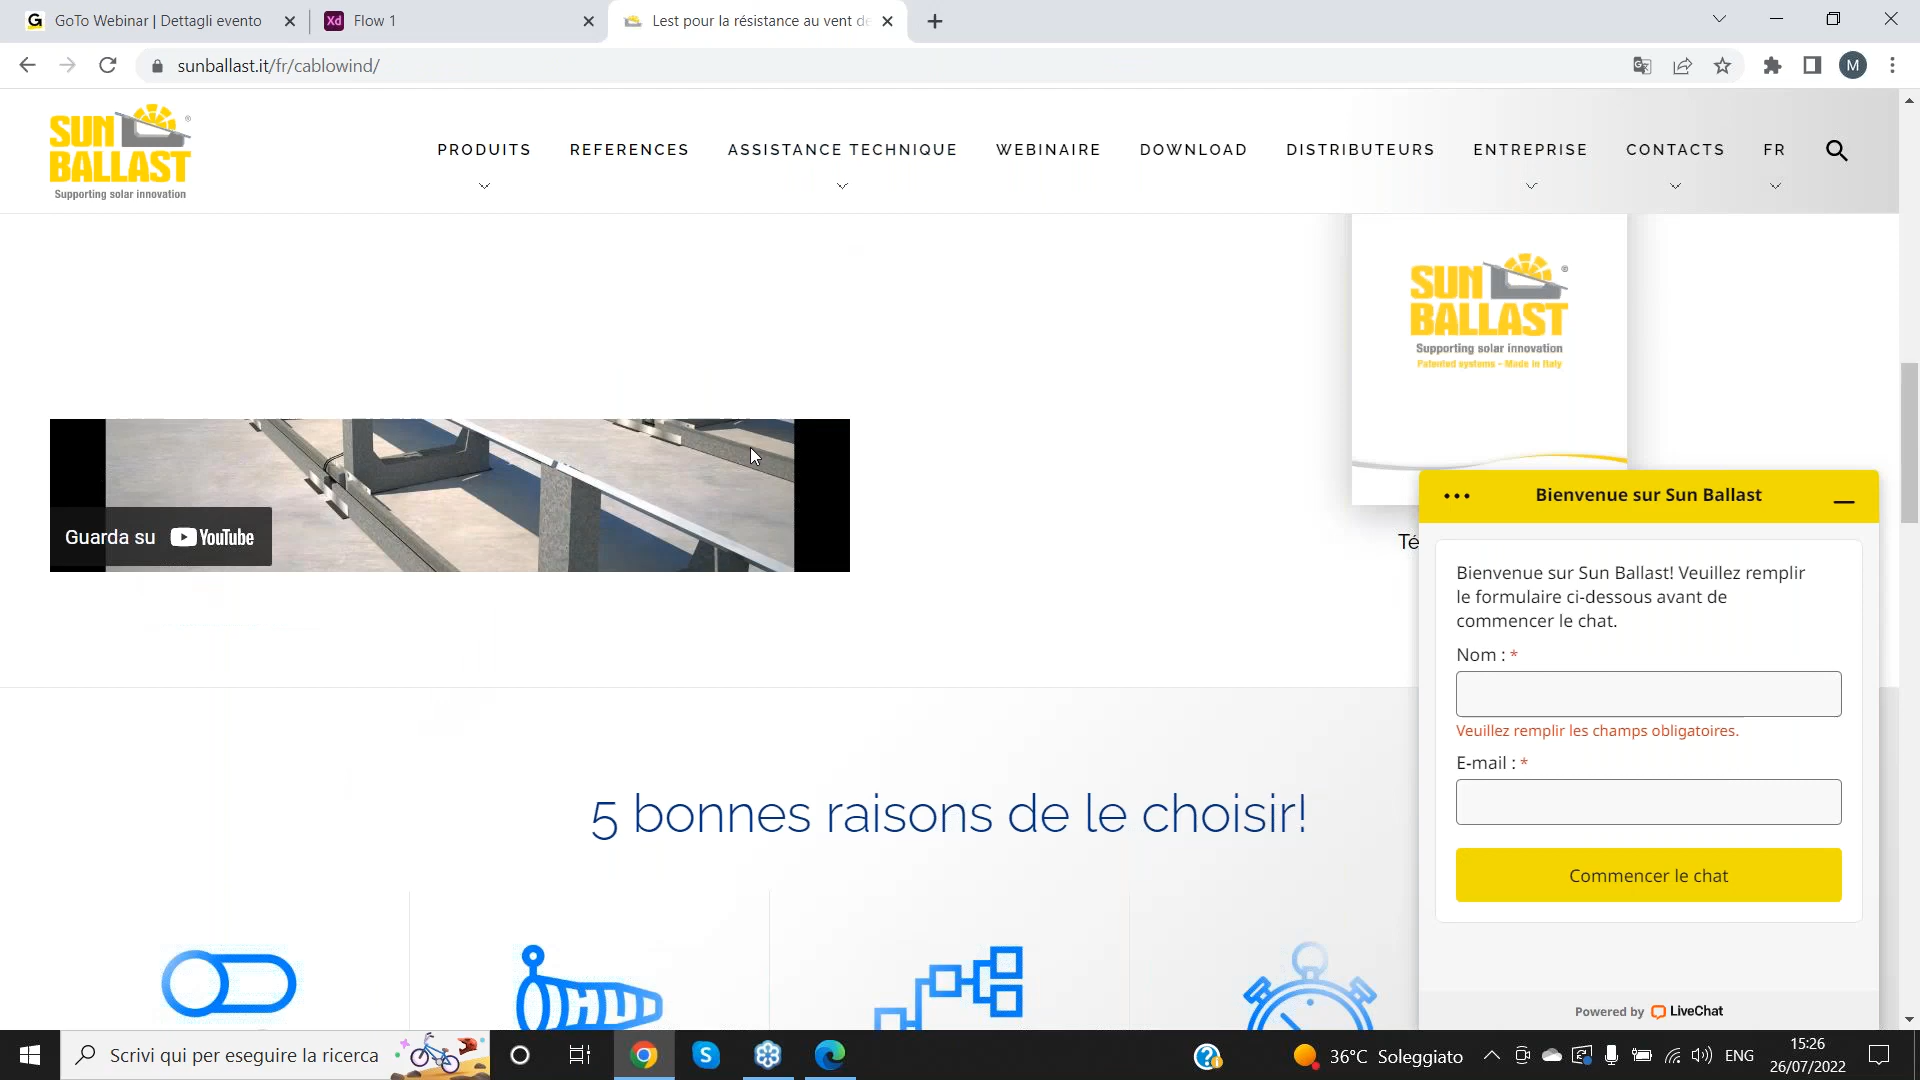 GoTo Webinar | Dettagli evento
Flow 1
Lest pour la résistance au vent de
sunballast.it/fr/cablowind/
M
SUN
BALLAST
Supporting solar innovation
PRODUITS
REFERENCES
ASSISTANCE TECHNIQUE
WEBINAIRE
DOWNLOAD
DISTRIBUTEURS
ENTREPRISE
CONTACTS
FR
SUN
BALLAST
Supporting solar innovation
Patented systems - Made in Italy
Guarda su YouTube
Té
Bienvenue sur Sun Ballast
Bienvenue sur Sun Ballast! Veuillez remplir
le formulaire ci-dessous avant de
commencer le chat.
Nom : *
Veuillez remplir les champs obligatoires.
E-mail : *
Commencer le chat
Powered by LiveChat
5 bonnes raisons de le choisir!
Scrivi qui per eseguire la ricerca
36°C Soleggiato
ENG
15:26
26/07/2022